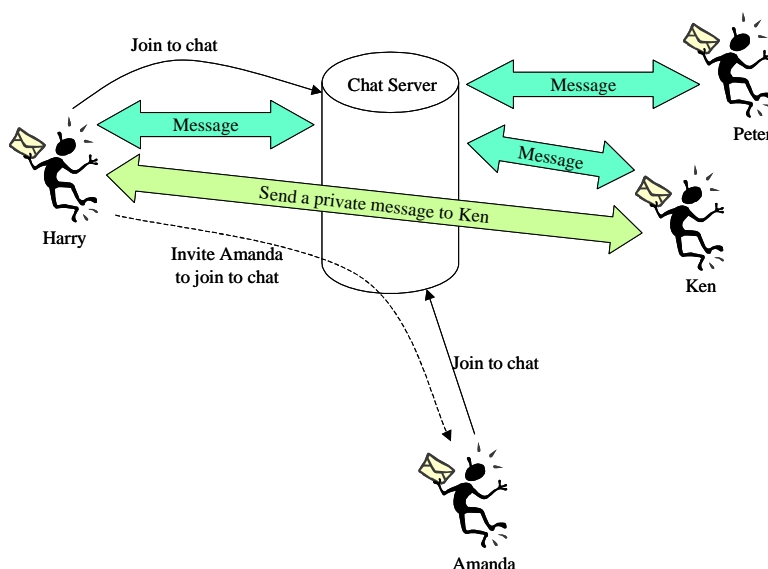 Join to chat
Chat Server
Message
Peter
Message
Message
Send a private message to Ken
Harry
Invite Amanda
to join to chat
Ken
Join to chat
Amanda